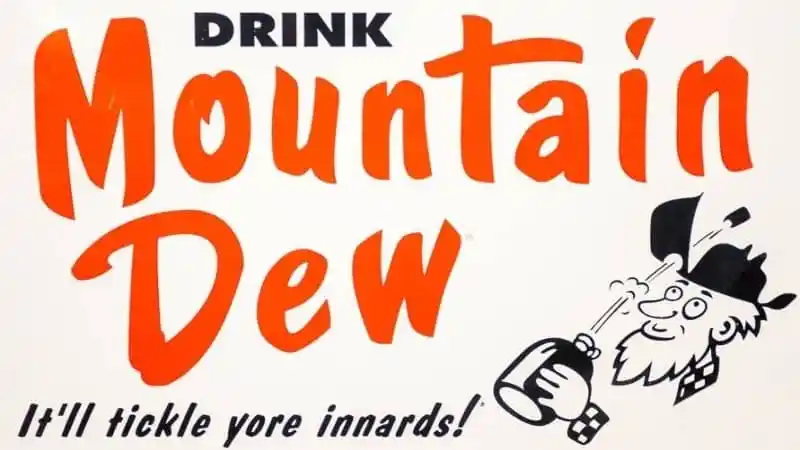 DRINK
Mountain
Dew
It'll tickle yore innards!